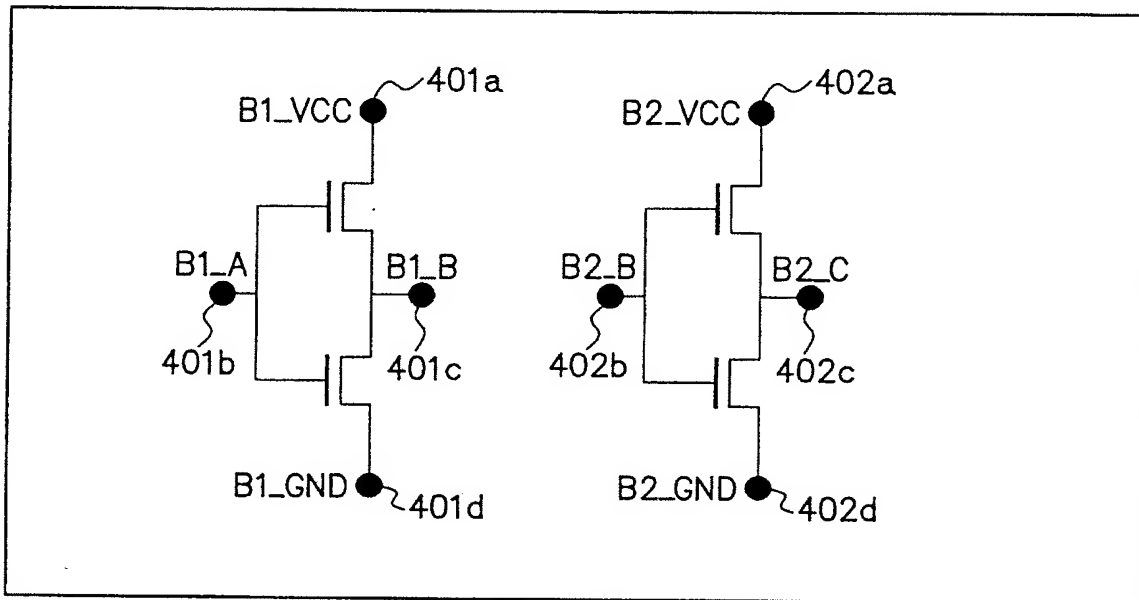 401a
B1_VCC
402a
B2_VCC
B1_A
B1_B
B2_B
B2_C
401b
401c
402b
402c
B1_GND
401d
B2_GND
402d